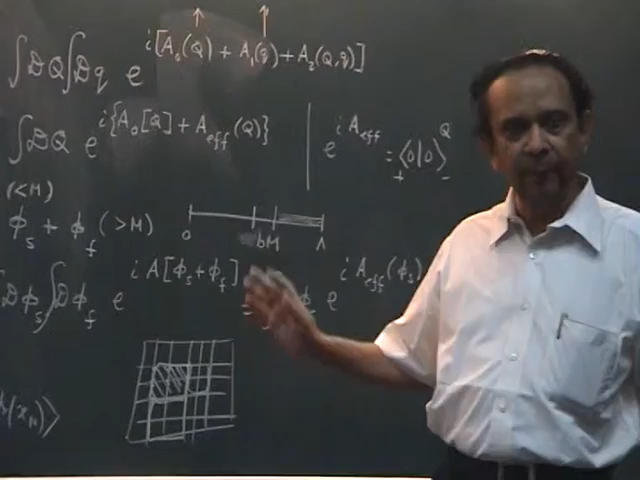 ∫𝒟Q∫𝒟q e^{i[A₀(Q) + A₁(q) + A₂(Q,q)]}
∫𝒟Q e^{i{A₀[Q] + A_eff(Q)}} | e^{iA_eff} = ₊⟨0|0⟩₋^Q
(<M)
ϕ_s + ϕ_f (>M)
0 bM Λ
𝒟ϕ_s∫𝒟ϕ_f e^{iA[ϕ_s+ϕ_f]} = ϕ_s e^{iA_eff(ϕ_s)}
(x_N)⟩